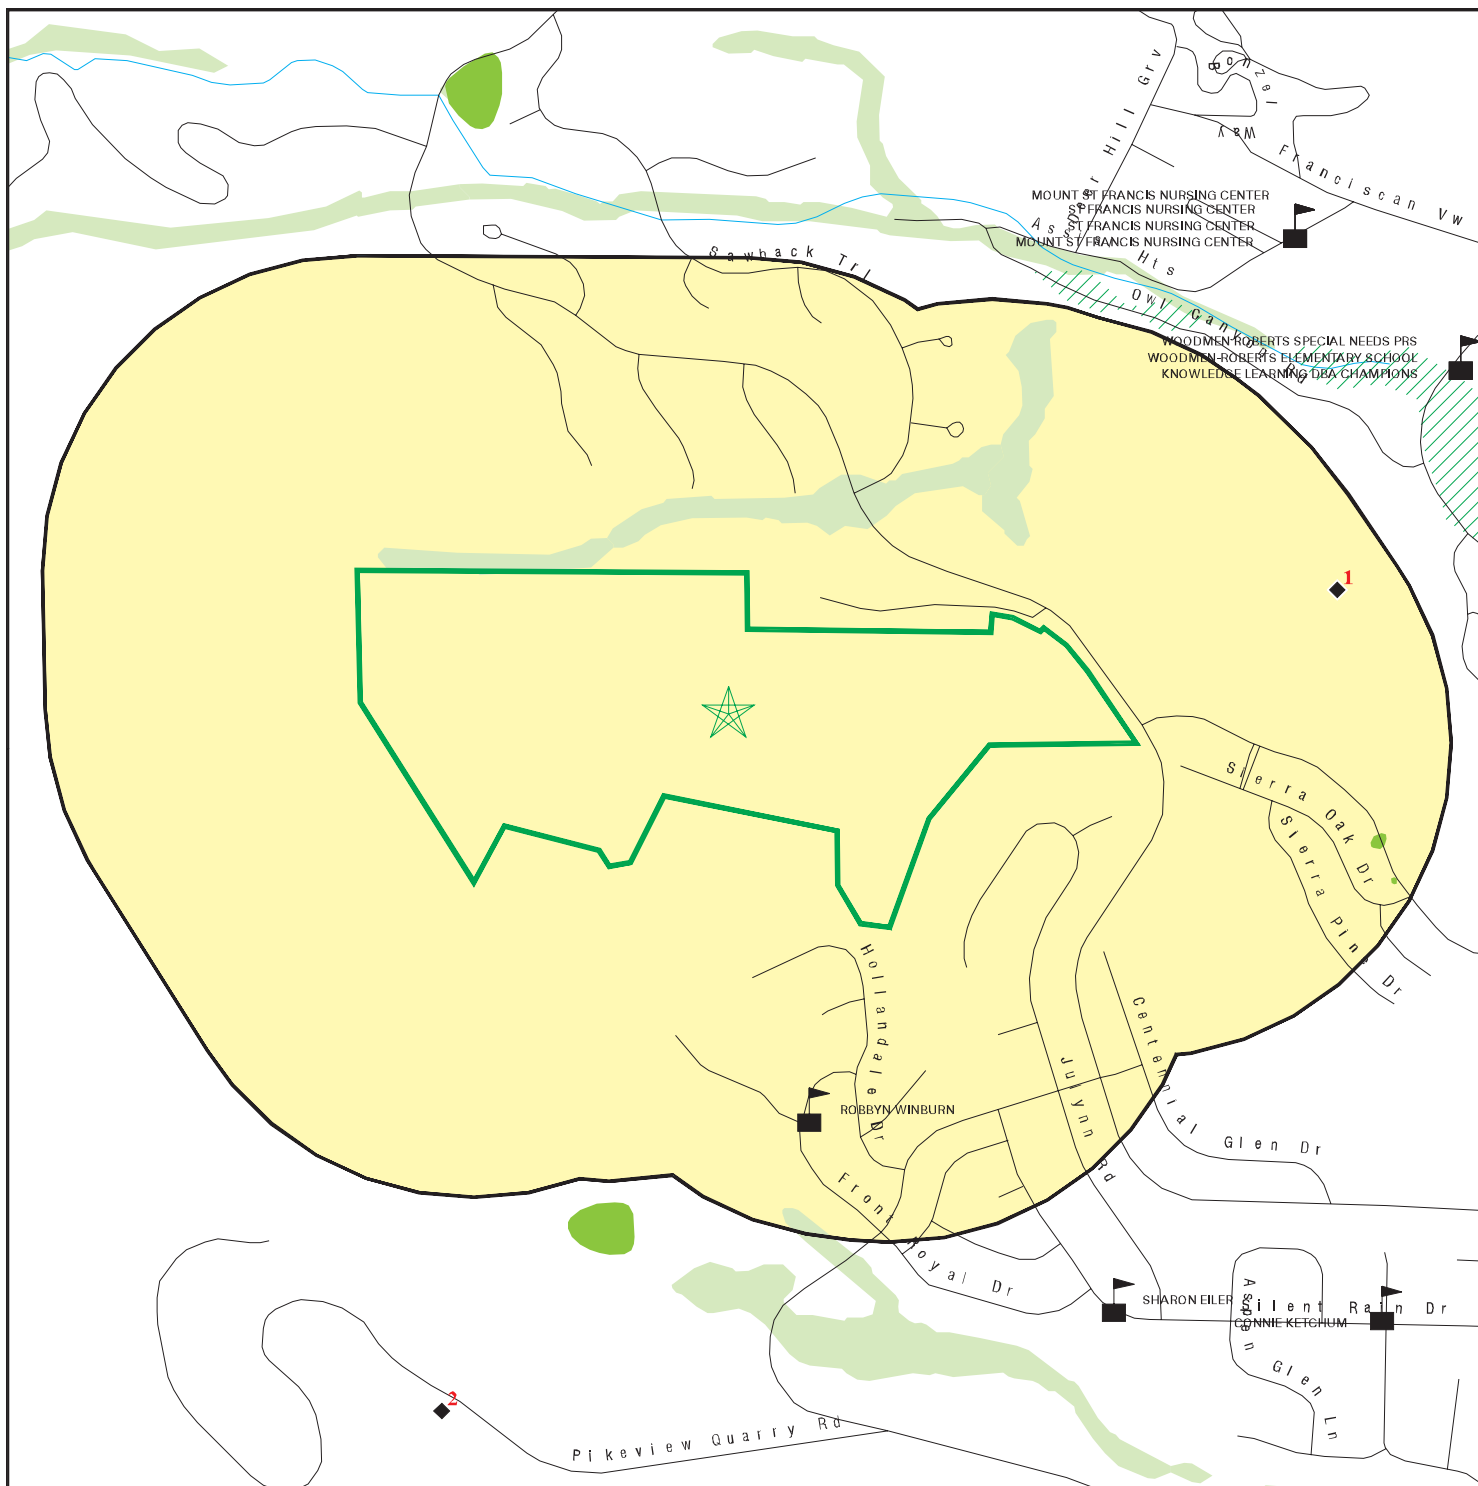 Bonzel
Way
Deer Hill Grv
Franciscan Vw
MOUNT ST FRANCIS NURSING CENTER
ST FRANCIS NURSING CENTER
ST FRANCIS NURSING CENTER
MOUNT ST FRANCIS NURSING CENTER
Assisi Hts
Sawback Trl
Owl Canyon Rd
WOODMEN-ROBERTS SPECIAL NEEDS PRS
WOODMEN-ROBERTS ELEMENTARY SCHOOL
KNOWLEDGE LEARNING DBA CHAMPIONS
1
Sierra Oak Dr
Sierra Pine Dr
Hollandale Dr
Centennial Glen Dr
Julynn Rd
ROBBYN WINBURN
Front Royal Dr
SHARON EILER
Silent Rain Dr
CONNIE KETCHUM
Aspen Glen Ln
2
Pikeview Quarry Rd